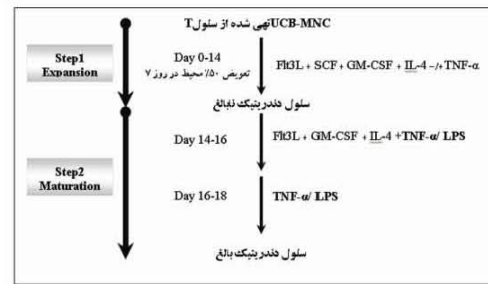 UCB-MNC تهی شده از سلول T
Step1
Expansion
Day 0-14
تعویض ۵۰٪ محیط در روز ۷
Flt3L + SCF + GM-CSF + IL-4 -/+TNF-α
سلول دندریتیک نابالغ
Day 14-16
Flt3L + GM-CSF + IL-4 +TNF-α/ LPS
Step2
Maturation
Day 16-18
TNF-α/ LPS
سلول دندریتیک بالغ